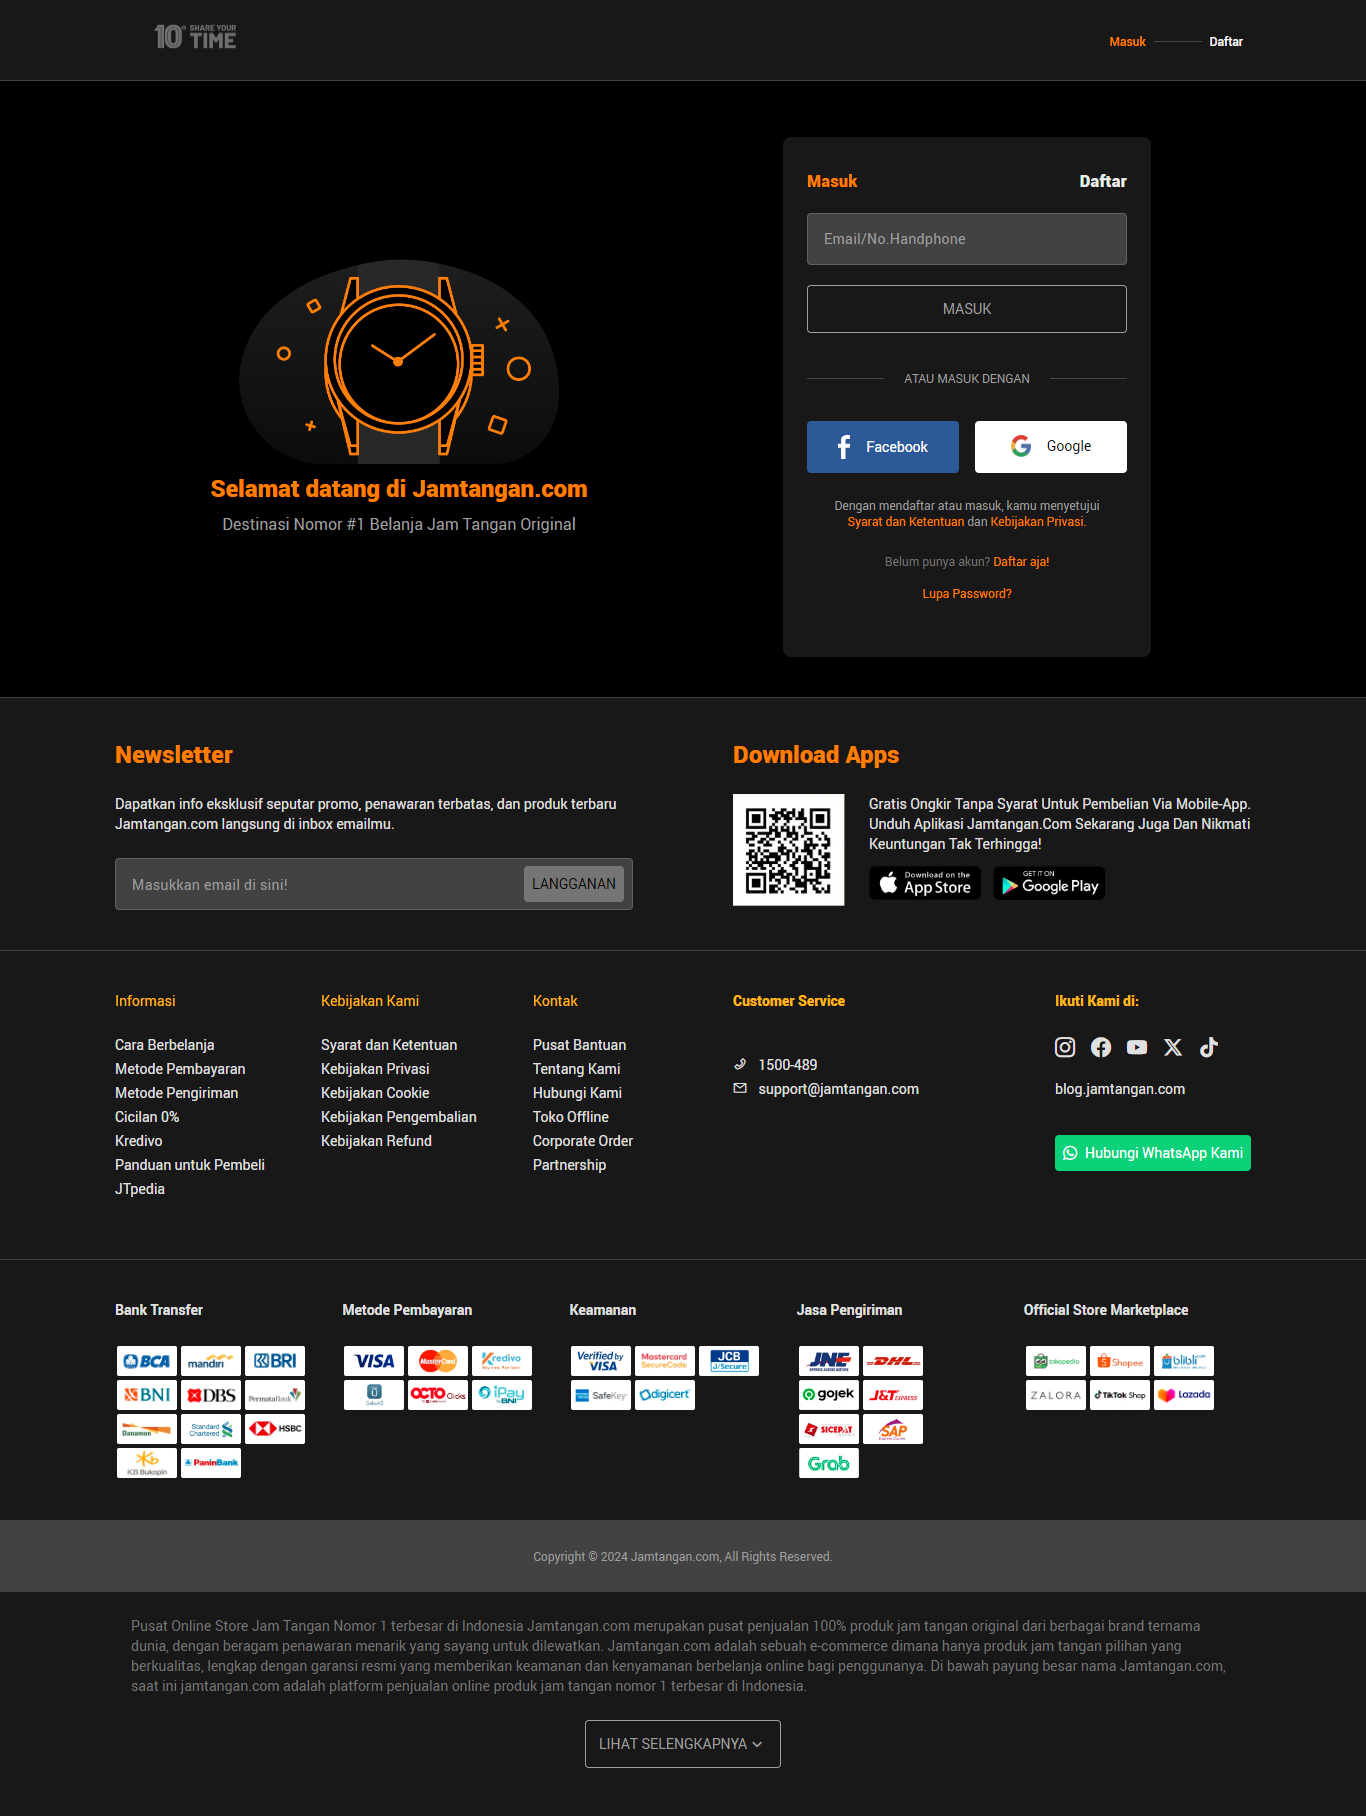 10th SHARE YOUR TIME
Masuk
Daftar
Masuk
Daftar
Email/No.Handphone
MASUK
ATAU MASUK DENGAN
Facebook
Google
Dengan mendaftar atau masuk, kamu menyetujui
Syarat dan Ketentuan dan Kebijakan Privasi.
Belum punya akun? Daftar aja!
Lupa Password?
Selamat datang di Jamtangan.com
Destinasi Nomor #1 Belanja Jam Tangan Original
Newsletter
Dapatkan info eksklusif seputar promo, penawaran terbatas, dan produk terbaru
Jamtangan.com langsung di inbox emailmu.
Masukkan email di sini!
LANGGANAN
Download Apps
Gratis Ongkir Tanpa Syarat Untuk Pembelian Via Mobile-App.
Unduh Aplikasi Jamtangan.Com Sekarang Juga Dan Nikmati
Keuntungan Tak Terhingga!
Download on the
App Store
GET IT ON
Google Play
Informasi
Cara Berbelanja
Metode Pembayaran
Metode Pengiriman
Cicilan 0%
Kredivo
Panduan untuk Pembeli
JTpedia
Kebijakan Kami
Syarat dan Ketentuan
Kebijakan Privasi
Kebijakan Cookie
Kebijakan Pengembalian
Kebijakan Refund
Kontak
Pusat Bantuan
Tentang Kami
Hubungi Kami
Toko Offline
Corporate Order
Partnership
Customer Service
1500-489
support@jamtangan.com
Ikuti Kami di:
blog.jamtangan.com
Hubungi WhatsApp Kami
Bank Transfer
BCA
mandiri
BRI
BNI
DBS
PermataBank
Danamon
Standard
Chartered
HSBC
KB Bukopin
PaninBank
Metode Pembayaran
VISA
MasterCard
Kredivo
OCTO Clicks
iPay
BNI
Keamanan
Verified by
VISA
Mastercard
SecureCode
JCB
J/Secure
SafeKey
digicert
Jasa Pengiriman
JNE
DHL
gojek
J&T EXPRESS
SICEPAT
SAP
Grab
Official Store Marketplace
tokopedia
Shopee
blibli.com
ZALORA
TikTok Shop
Lazada
Copyright © 2024 Jamtangan.com, All Rights Reserved.
Pusat Online Store Jam Tangan Nomor 1 terbesar di Indonesia Jamtangan.com merupakan pusat penjualan 100% produk jam tangan original dari berbagai brand ternama
dunia, dengan beragam penawaran menarik yang sayang untuk dilewatkan. Jamtangan.com adalah sebuah e-commerce dimana hanya produk jam tangan pilihan yang
berkualitas, lengkap dengan garansi resmi yang memberikan keamanan dan kenyamanan berbelanja online bagi penggunanya. Di bawah payung besar nama Jamtangan.com,
saat ini jamtangan.com adalah platform penjualan online produk jam tangan nomor 1 terbesar di Indonesia.
LIHAT SELENGKAPNYA